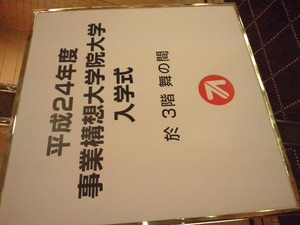 平成24年度
事業構想大学院大学
入学式
於 3階 舞の間